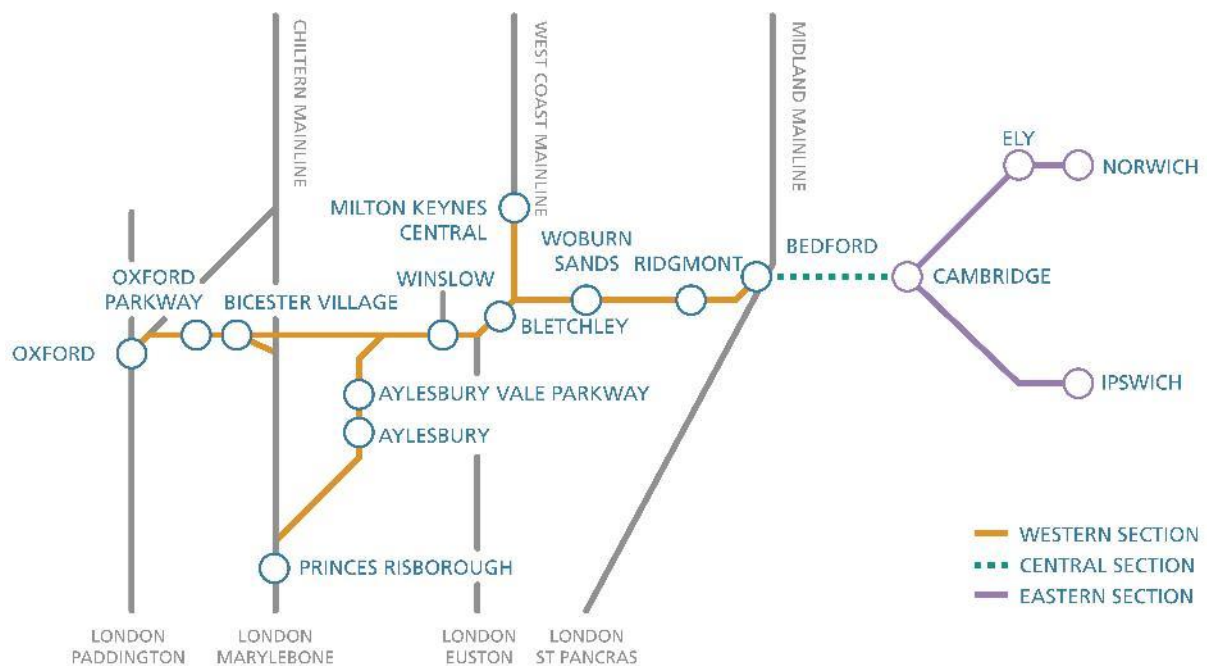 CHILTERN MAINLINE
WEST COAST MAINLINE
MIDLAND MAINLINE
ELY
NORWICH
MILTON KEYNES
CENTRAL
WOBURN
SANDS
RIDGMONT
BEDFORD
CAMBRIDGE
OXFORD
PARKWAY
BICESTER VILLAGE
WINSLOW
BLETCHLEY
OXFORD
AYLESBURY VALE PARKWAY
IPSWICH
AYLESBURY
PRINCES RISBOROUGH
WESTERN SECTION
CENTRAL SECTION
EASTERN SECTION
LONDON
PADDINGTON
LONDON
MARYLEBONE
LONDON
EUSTON
LONDON
ST PANCRAS